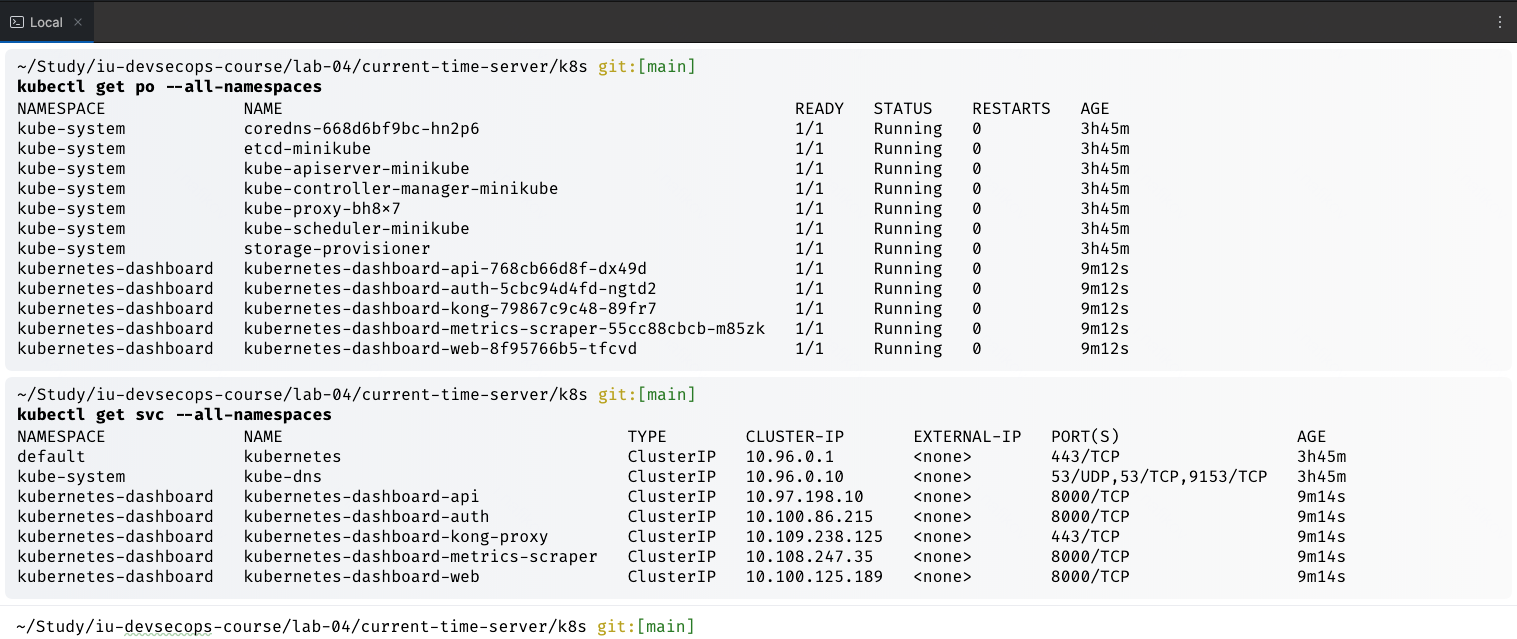 Local ×
~/Study/iu-devsecops-course/lab-04/current-time-server/k8s git:[main]
kubectl get po --all-namespaces
NAMESPACE NAME READY STATUS RESTARTS AGE
kube-system coredns-668d6bf9bc-hn2p6 1/1 Running 0 3h45m
kube-system etcd-minikube 1/1 Running 0 3h45m
kube-system kube-apiserver-minikube 1/1 Running 0 3h45m
kube-system kube-controller-manager-minikube 1/1 Running 0 3h45m
kube-system kube-proxy-bh8×7 1/1 Running 0 3h45m
kube-system kube-scheduler-minikube 1/1 Running 0 3h45m
kube-system storage-provisioner 1/1 Running 0 3h45m
kubernetes-dashboard kubernetes-dashboard-api-768cb66d8f-dx49d 1/1 Running 0 9m12s
kubernetes-dashboard kubernetes-dashboard-auth-5cbc94d4fd-ngtd2 1/1 Running 0 9m12s
kubernetes-dashboard kubernetes-dashboard-kong-79867c9c48-89fr7 1/1 Running 0 9m12s
kubernetes-dashboard kubernetes-dashboard-metrics-scraper-55cc88cbcb-m85zk 1/1 Running 0 9m12s
kubernetes-dashboard kubernetes-dashboard-web-8f95766b5-tfcvd 1/1 Running 0 9m12s
~/Study/iu-devsecops-course/lab-04/current-time-server/k8s git:[main]
kubectl get svc --all-namespaces
NAMESPACE NAME TYPE CLUSTER-IP EXTERNAL-IP PORT(S) AGE
default kubernetes ClusterIP 10.96.0.1 <none> 443/TCP 3h45m
kube-system kube-dns ClusterIP 10.96.0.10 <none> 53/UDP,53/TCP,9153/TCP 3h45m
kubernetes-dashboard kubernetes-dashboard-api ClusterIP 10.97.198.10 <none> 8000/TCP 9m14s
kubernetes-dashboard kubernetes-dashboard-auth ClusterIP 10.100.86.215 <none> 8000/TCP 9m14s
kubernetes-dashboard kubernetes-dashboard-kong-proxy ClusterIP 10.109.238.125 <none> 443/TCP 9m14s
kubernetes-dashboard kubernetes-dashboard-metrics-scraper ClusterIP 10.108.247.35 <none> 8000/TCP 9m14s
kubernetes-dashboard kubernetes-dashboard-web ClusterIP 10.100.125.189 <none> 8000/TCP 9m14s
~/Study/iu-devsecops-course/lab-04/current-time-server/k8s git:[main]